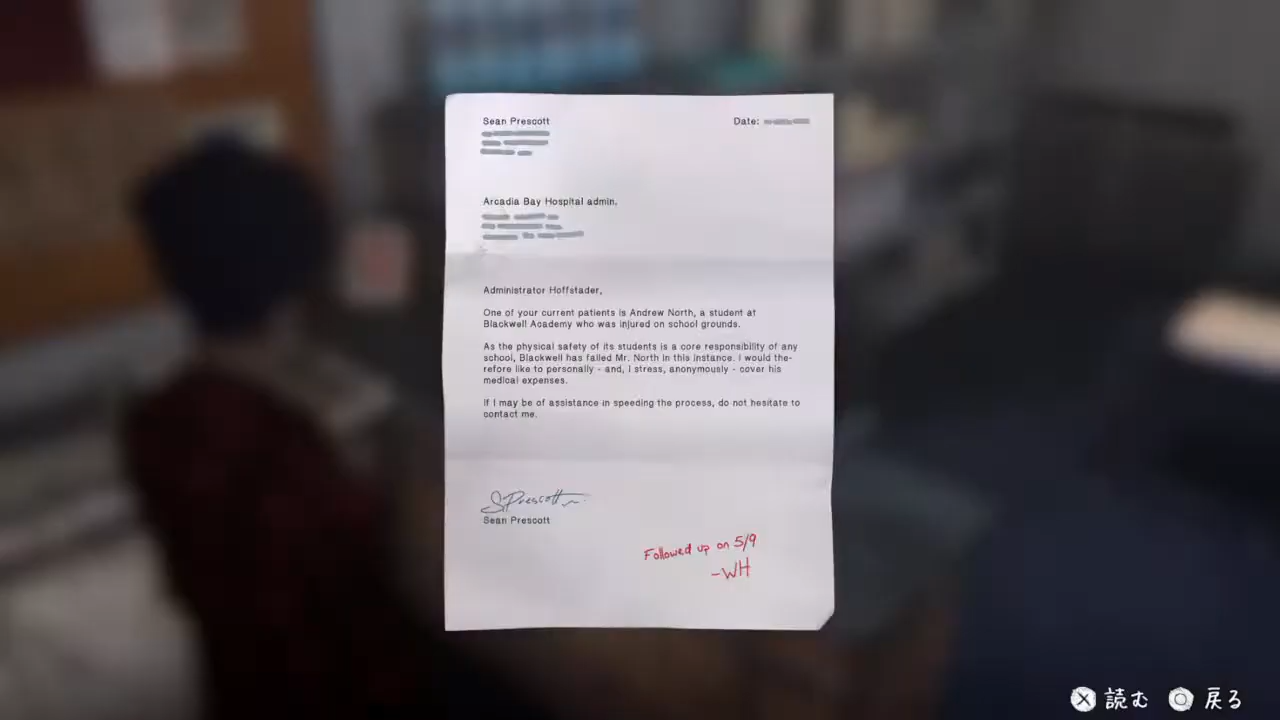 Sean Prescott
Date:
Arcadia Bay Hospital admin.
Administrator Hoffstader,
One of your current patients is Andrew North, a student at
Blackwell Academy who was injured on school grounds.
As the physical safety of its students is a core responsibility of any
school, Blackwell has failed Mr. North in this instance. I would the-
refore like to personally - and, I stress, anonymously - cover his
medical expenses.
If I may be of assistance in speeding the process, do not hesitate to
contact me.
S Prescott
Sean Prescott
Followed up on 5/9
-WH
読む 戻る